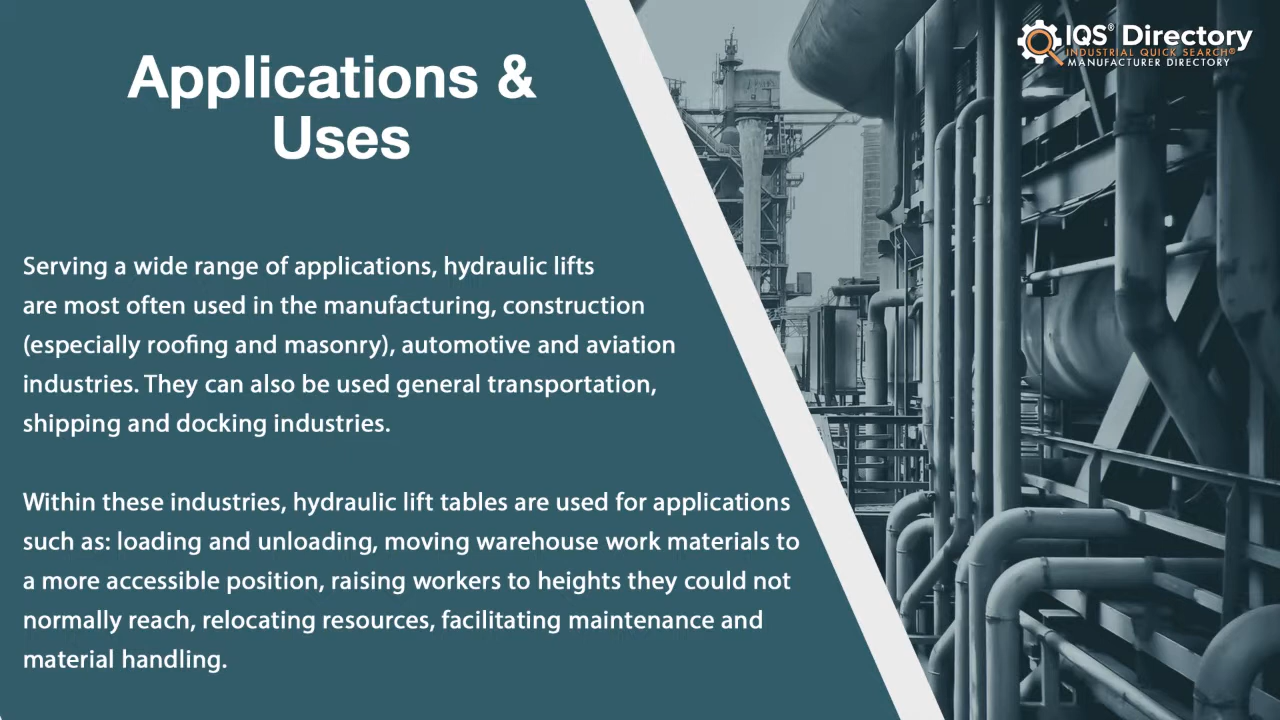 Applications &
Uses
IQS® Directory
INDUSTRIAL QUICK SEARCH®
MANUFACTURER DIRECTORY
Serving a wide range of applications, hydraulic lifts
are most often used in the manufacturing, construction
(especially roofing and masonry), automotive and aviation
industries. They can also be used general transportation,
shipping and docking industries.
Within these industries, hydraulic lift tables are used for applications
such as: loading and unloading, moving warehouse work materials to
a more accessible position, raising workers to heights they could not
normally reach, relocating resources, facilitating maintenance and
material handling.